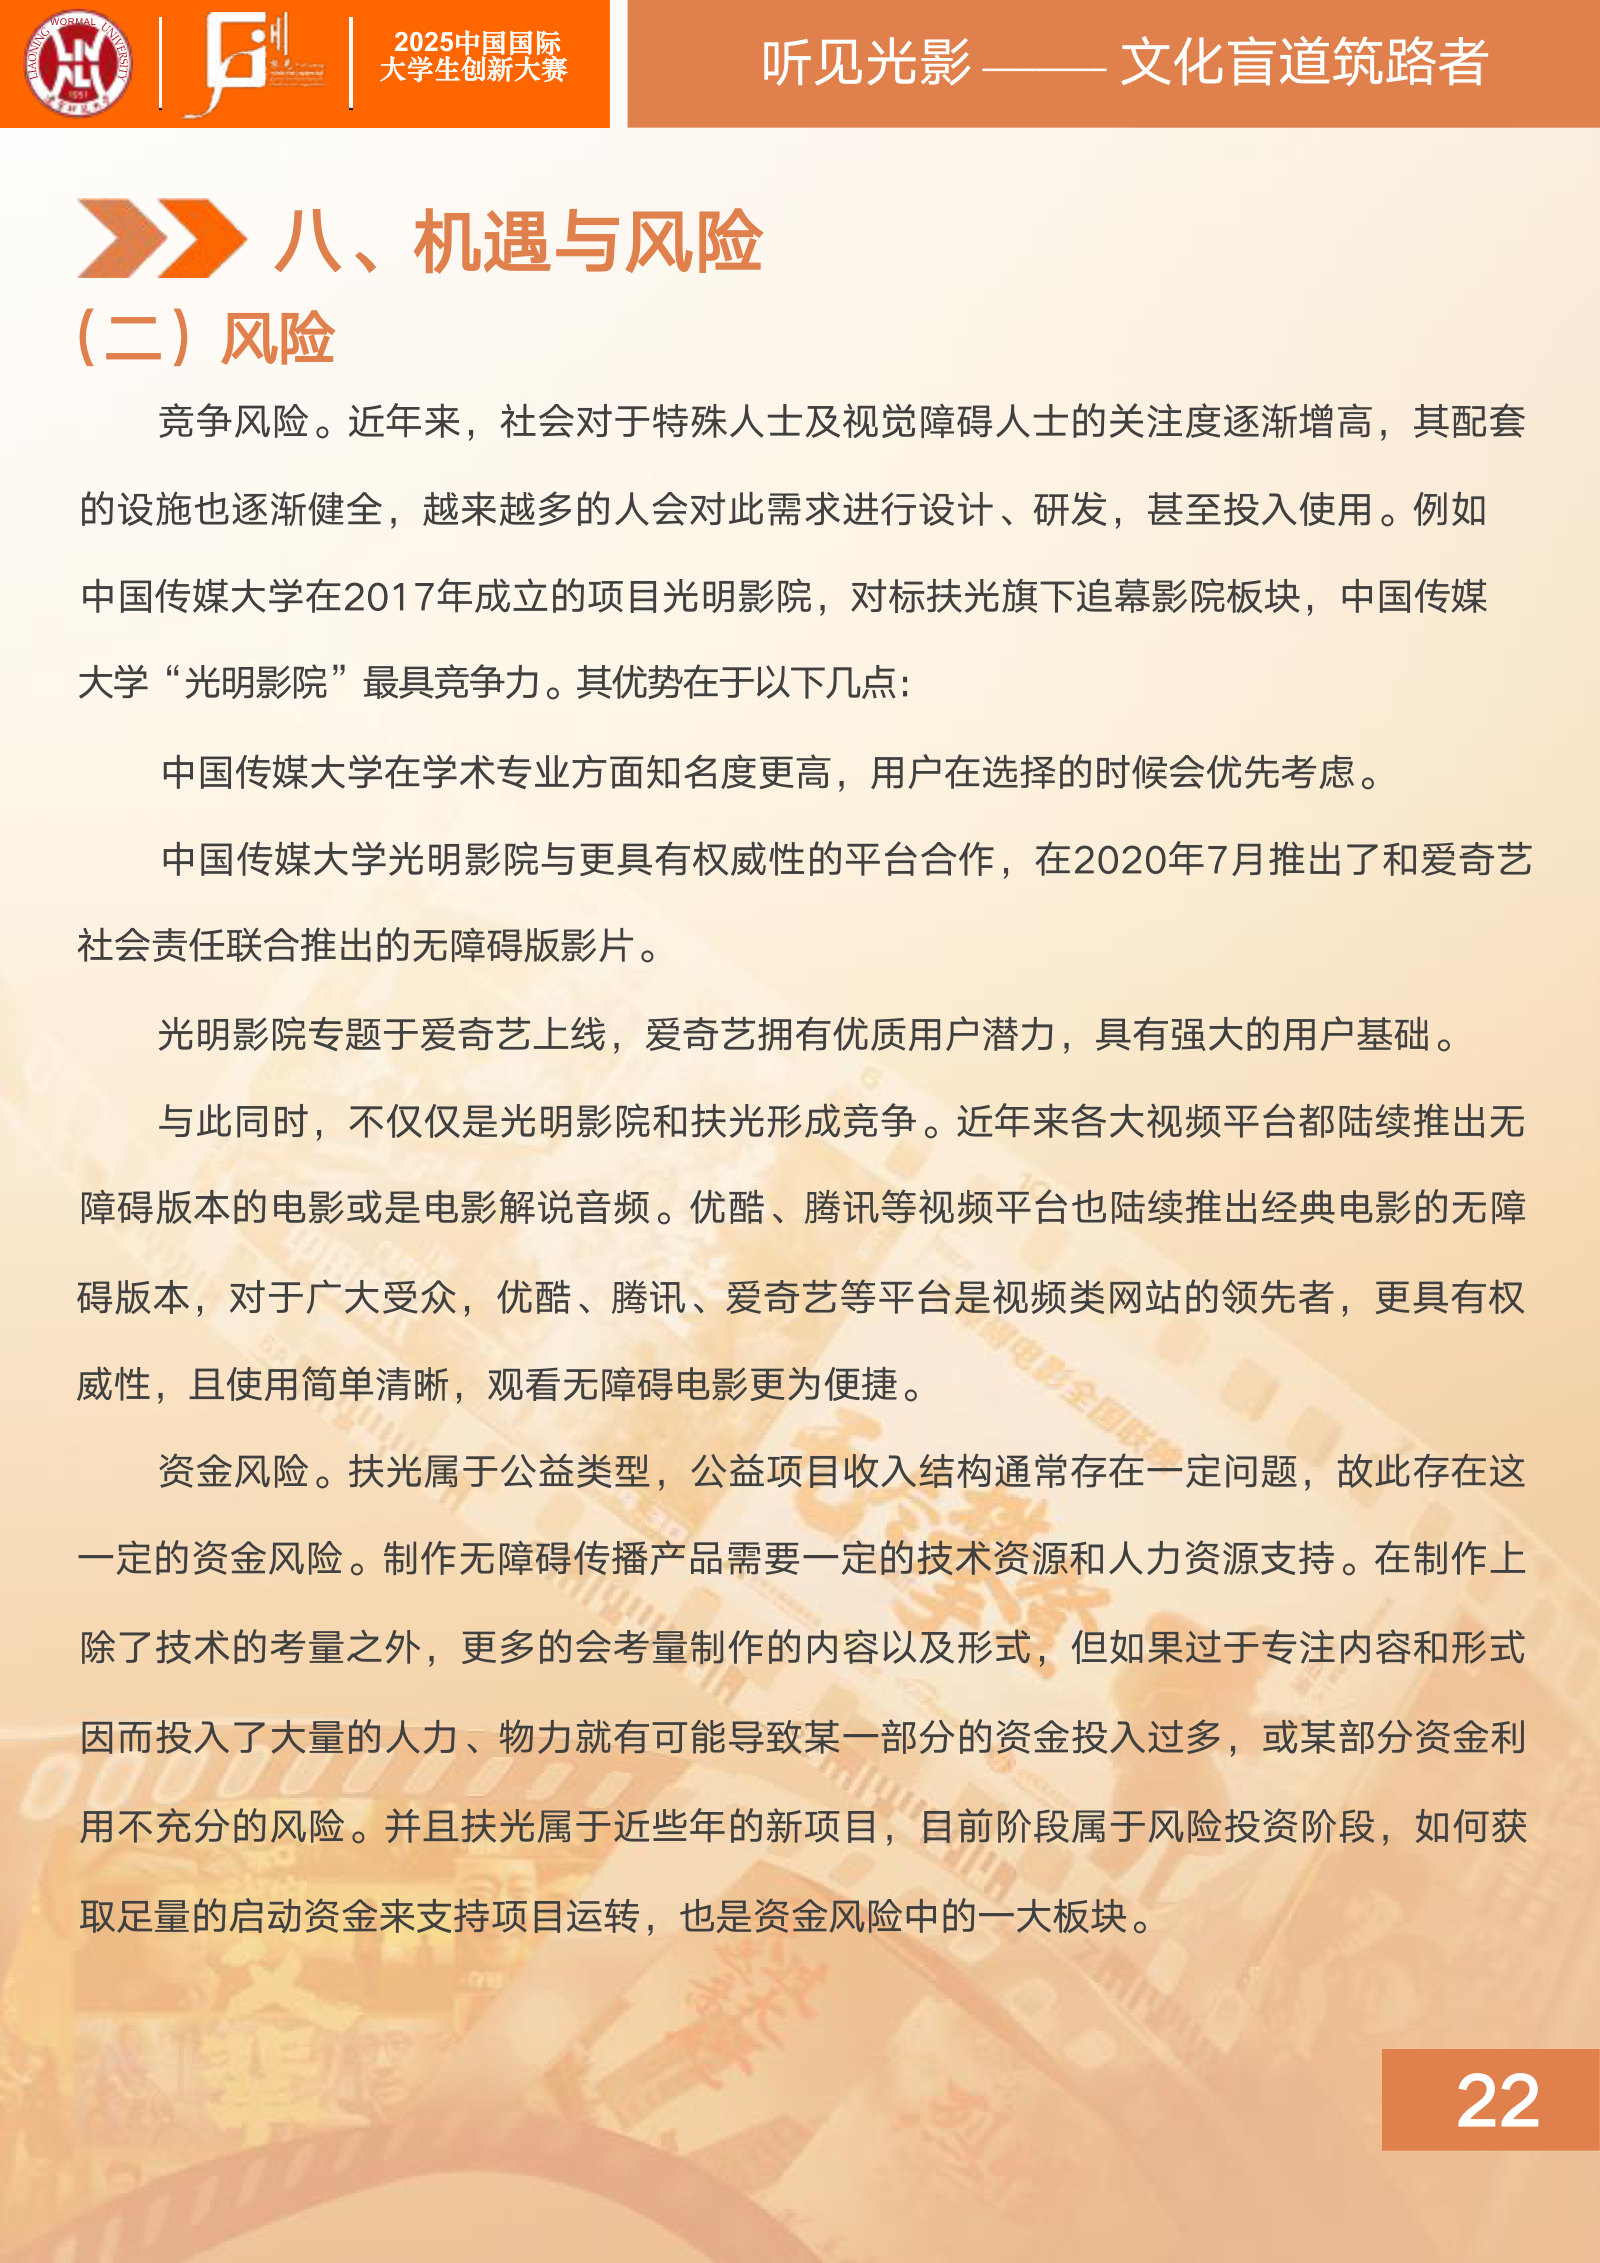 LIAONING WORMAL UNIVERSITY
1951
2025中国国际
大学生创新大赛
听见光影 ——— 文化盲道筑路者
八、机遇与风险
（二）风险
竞争风险。近年来，社会对于特殊人士及视觉障碍人士的关注度逐渐增高，其配套
的设施也逐渐健全，越来越多的人会对此需求进行设计、研发，甚至投入使用。例如
中国传媒大学在2017年成立的项目光明影院，对标扶光旗下追幕影院板块，中国传媒
大学“光明影院”最具竞争力。其优势在于以下几点:
中国传媒大学在学术专业方面知名度更高，用户在选择的时候会优先考虑。
中国传媒大学光明影院与更具有权威性的平台合作，在2020年7月推出了和爱奇艺
社会责任联合推出的无障碍版影片。
光明影院专题于爱奇艺上线，爱奇艺拥有优质用户潜力，具有强大的用户基础。
与此同时，不仅仅是光明影院和扶光形成竞争。近年来各大视频平台都陆续推出无
障碍版本的电影或是电影解说音频。优酷、腾讯等视频平台也陆续推出经典电影的无障
碍版本，对于广大受众，优酷、腾讯、爱奇艺等平台是视频类网站的领先者，更具有权
威性，且使用简单清晰，观看无障碍电影更为便捷。
资金风险。扶光属于公益类型，公益项目收入结构通常存在一定问题，故此存在这
一定的资金风险。制作无障碍传播产品需要一定的技术资源和人力资源支持。在制作上
除了技术的考量之外，更多的会考量制作的内容以及形式，但如果过于专注内容和形式
因而投入了大量的人力、物力就有可能导致某一部分的资金投入过多，或某部分资金利
用不充分的风险。并且扶光属于近些年的新项目，目前阶段属于风险投资阶段，如何获
取足量的启动资金来支持项目运转，也是资金风险中的一大板块。
22